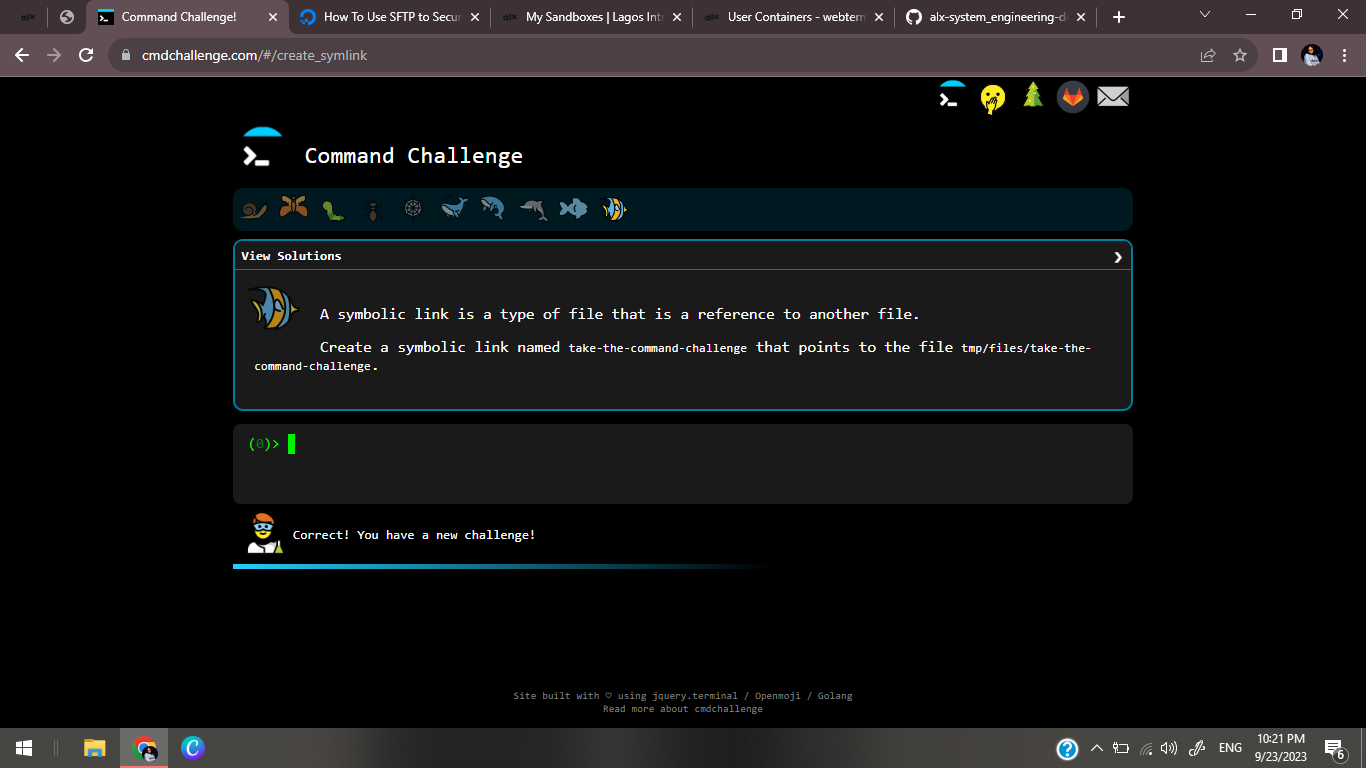 alx
Command Challenge!
How To Use SFTP to Secur
alx
My Sandboxes | Lagos Int
alx
User Containers - webterm
alx-system_engineering-d
cmdchallenge.com/#/create_symlink
>_ Command Challenge
View Solutions
A symbolic link is a type of file that is a reference to another file.
Create a symbolic link named take-the-command-challenge that points to the file tmp/files/take-the-
command-challenge.
(0)>
Correct! You have a new challenge!
Site built with ♡ using jquery.terminal / Openmoji / Golang
Read more about cmdchallenge
ENG
10:21 PM
9/23/2023
6